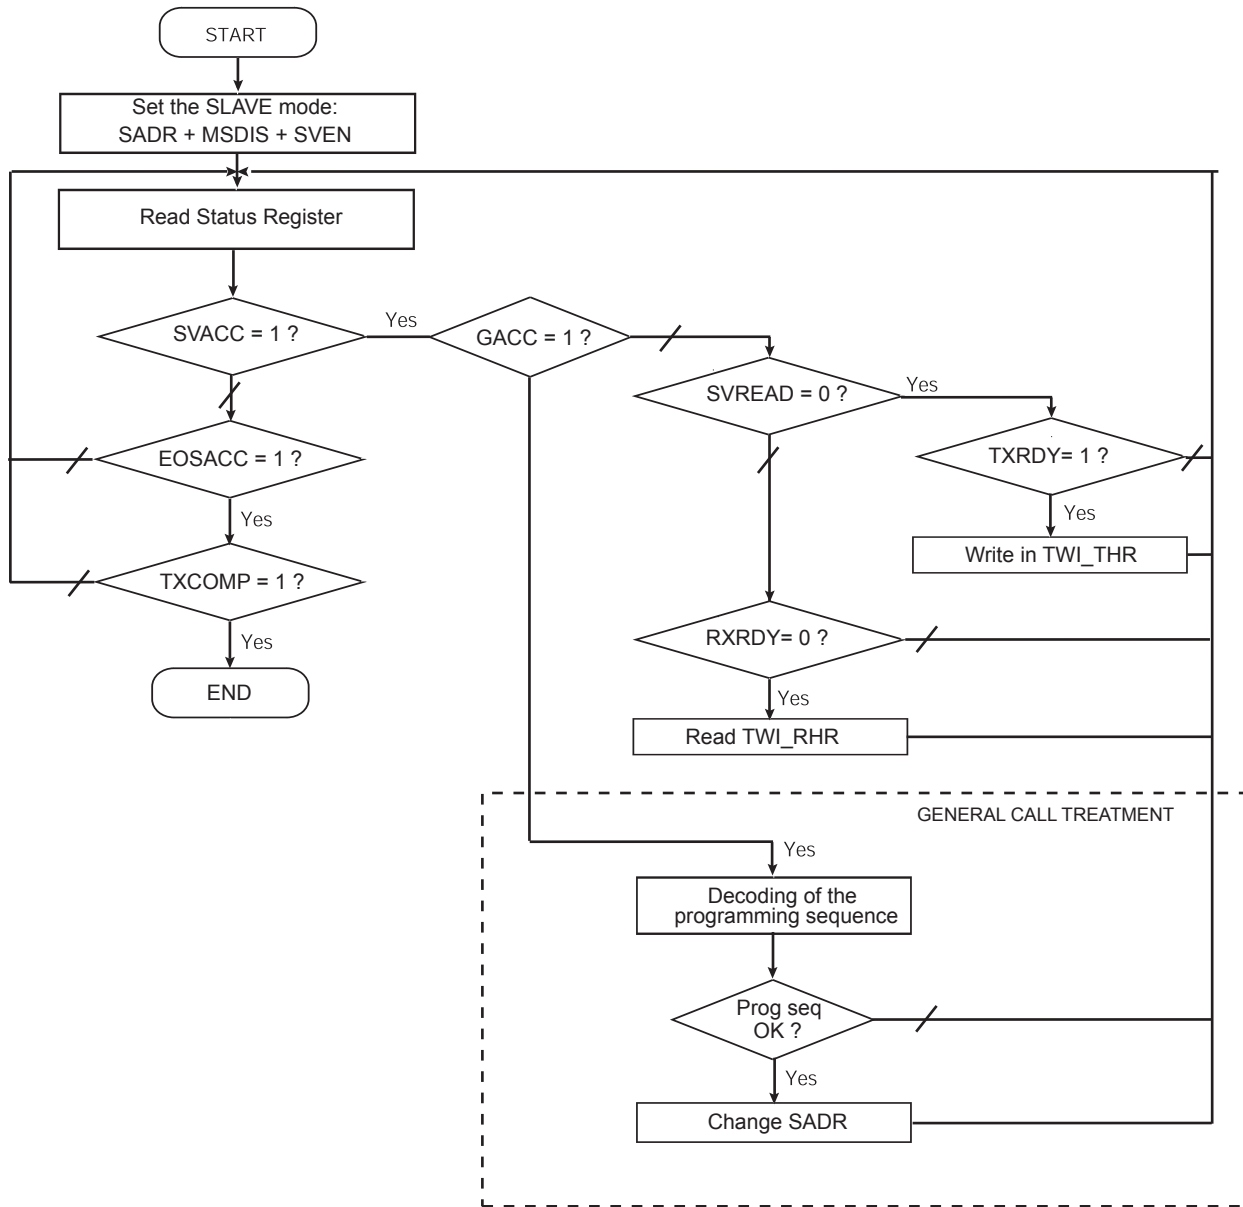 START
Set the SLAVE mode:
SADR + MSDIS + SVEN
Read Status Register
SVACC = 1 ?
Yes
GACC = 1 ?
SVREAD = 0 ?
Yes
EOSACC = 1 ?
TXRDY= 1 ?
Yes
Yes
Write in TWI_THR
TXCOMP = 1 ?
Yes
RXRDY= 0 ?
END
Yes
Read TWI_RHR
GENERAL CALL TREATMENT
Yes
Decoding of the
programming sequence
Prog seq
OK ?
Yes
Change SADR